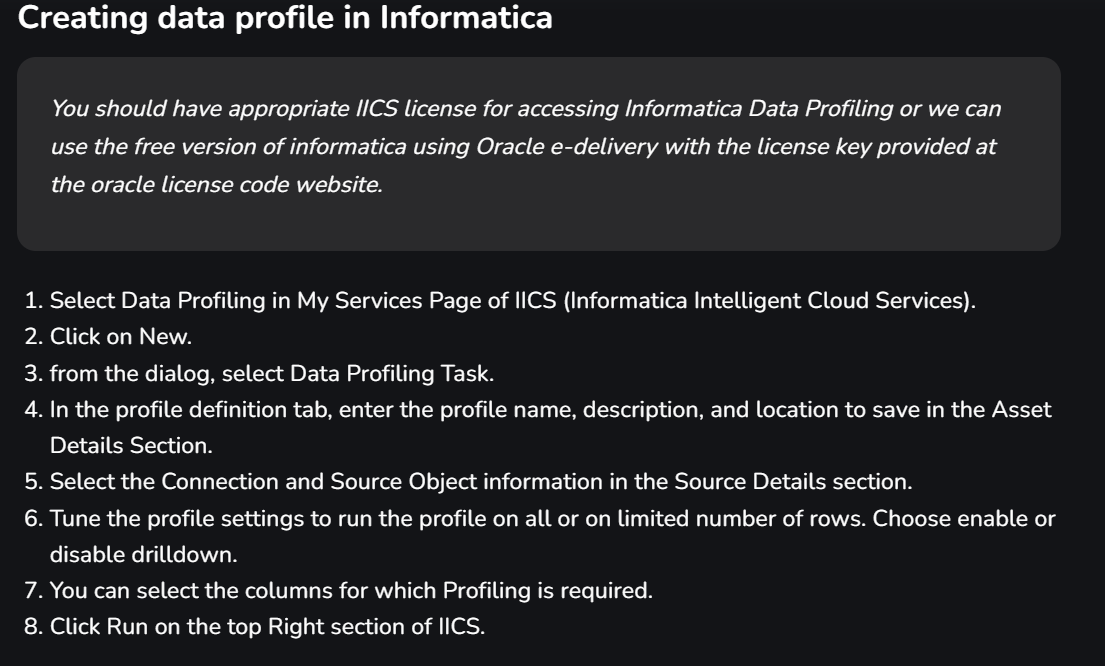 Creating data profile in Informatica
You should have appropriate IICS license for accessing Informatica Data Profiling or we can
use the free version of informatica using Oracle e-delivery with the license key provided at
the oracle license code website.
1. Select Data Profiling in My Services Page of IICS (Informatica Intelligent Cloud Services).
2. Click on New.
3. from the dialog, select Data Profiling Task.
4. In the profile definition tab, enter the profile name, description, and location to save in the Asset
Details Section.
5. Select the Connection and Source Object information in the Source Details section.
6. Tune the profile settings to run the profile on all or on limited number of rows. Choose enable or
disable drilldown.
7. You can select the columns for which Profiling is required.
8. Click Run on the top Right section of IICS.